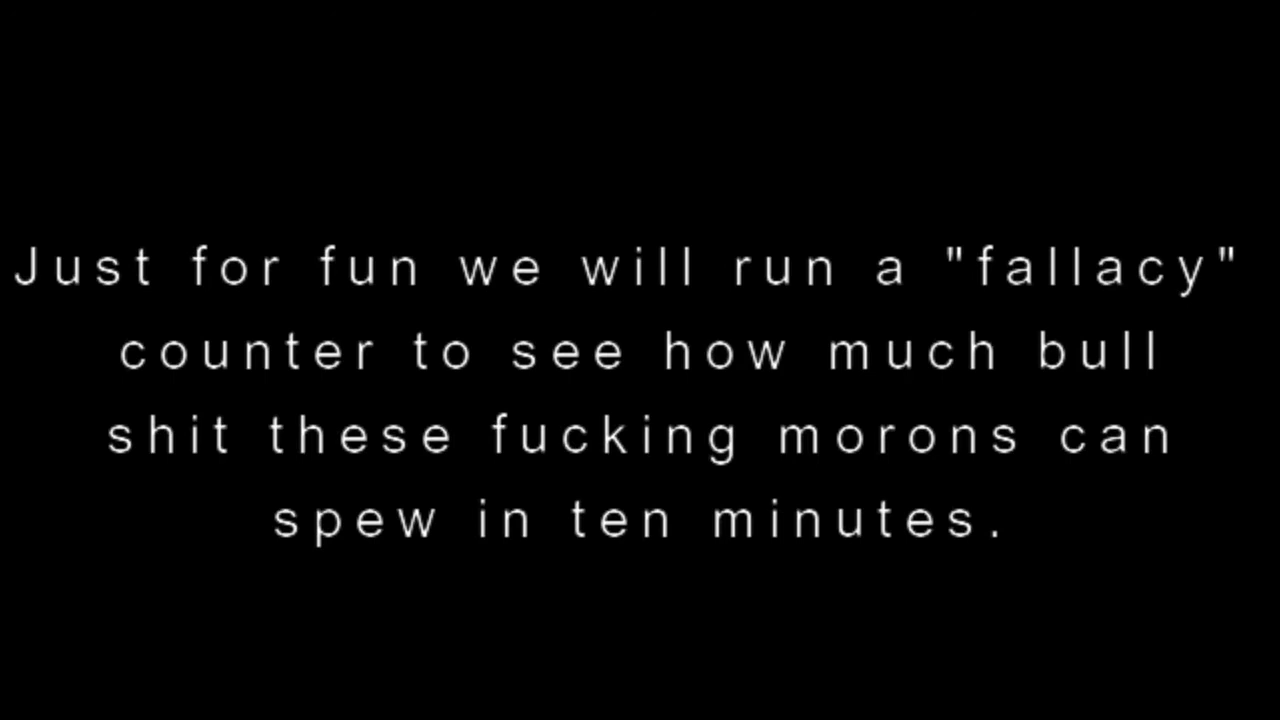 Just for fun we will run a "fallacy"
counter to see how much bull
shit these fucking morons can
spew in ten minutes.